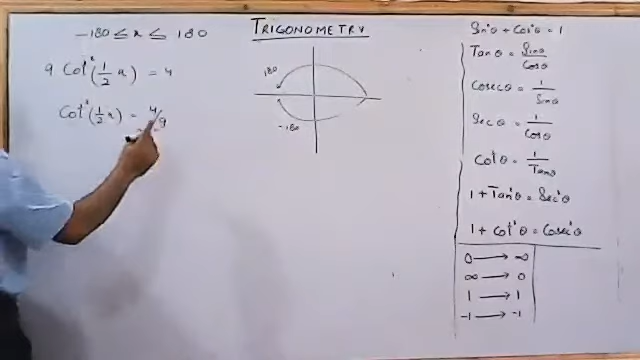 -180 ≤ x ≤ 180
9 Cot²(1/2 x) = 4
Cot²(1/2 x) = 4/9
TRIGONOMETRY
180
-180
Sin²θ + Cos²θ = 1
Tanθ = Sinθ/Cosθ
Cosecθ = 1/Sinθ
Secθ = 1/Cosθ
Cotθ = 1/Tanθ
1 + Tan²θ = Sec²θ
1 + Cot²θ = Cosec²θ
0 → ∞
∞ → 0
1 → 1
-1 → -1